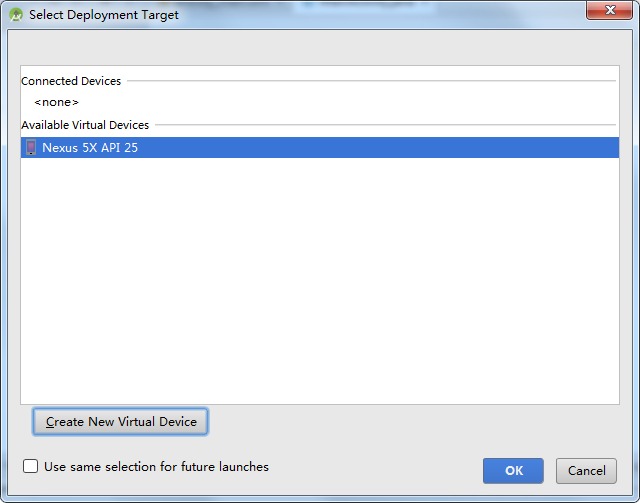 Select Deployment Target
Connected Devices
<none>
Available Virtual Devices
Nexus 5X API 25
Create New Virtual Device
Use same selection for future launches
OK
Cancel